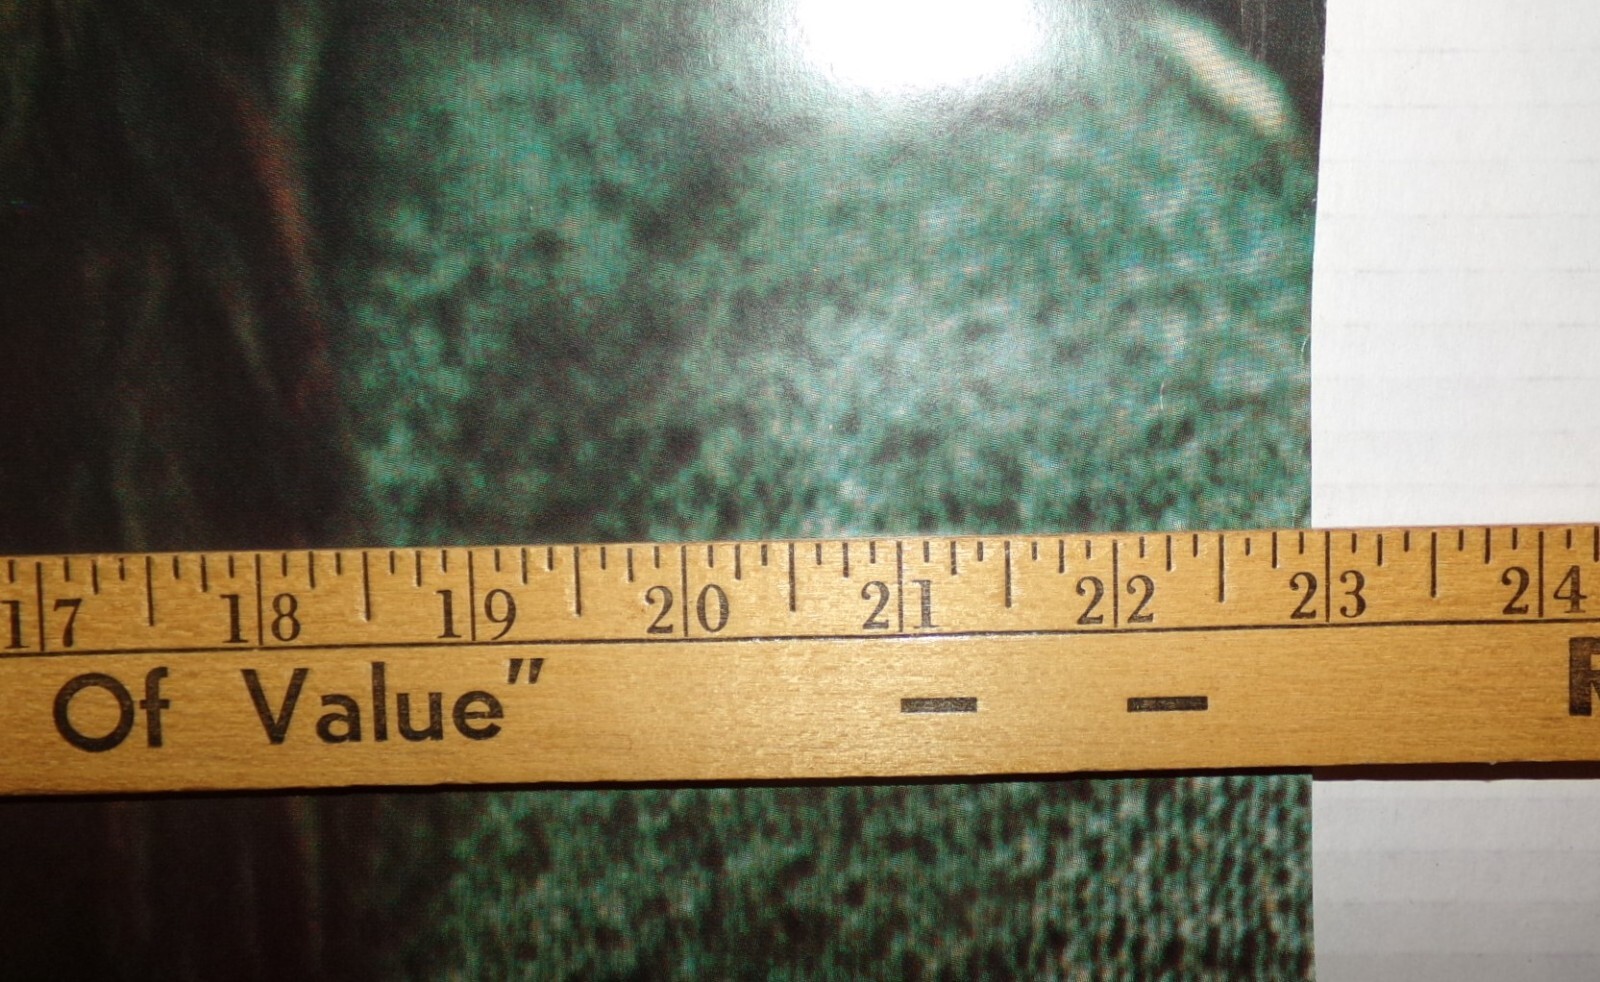 17 18 19 20 21 22 23 24
Of Value" — —